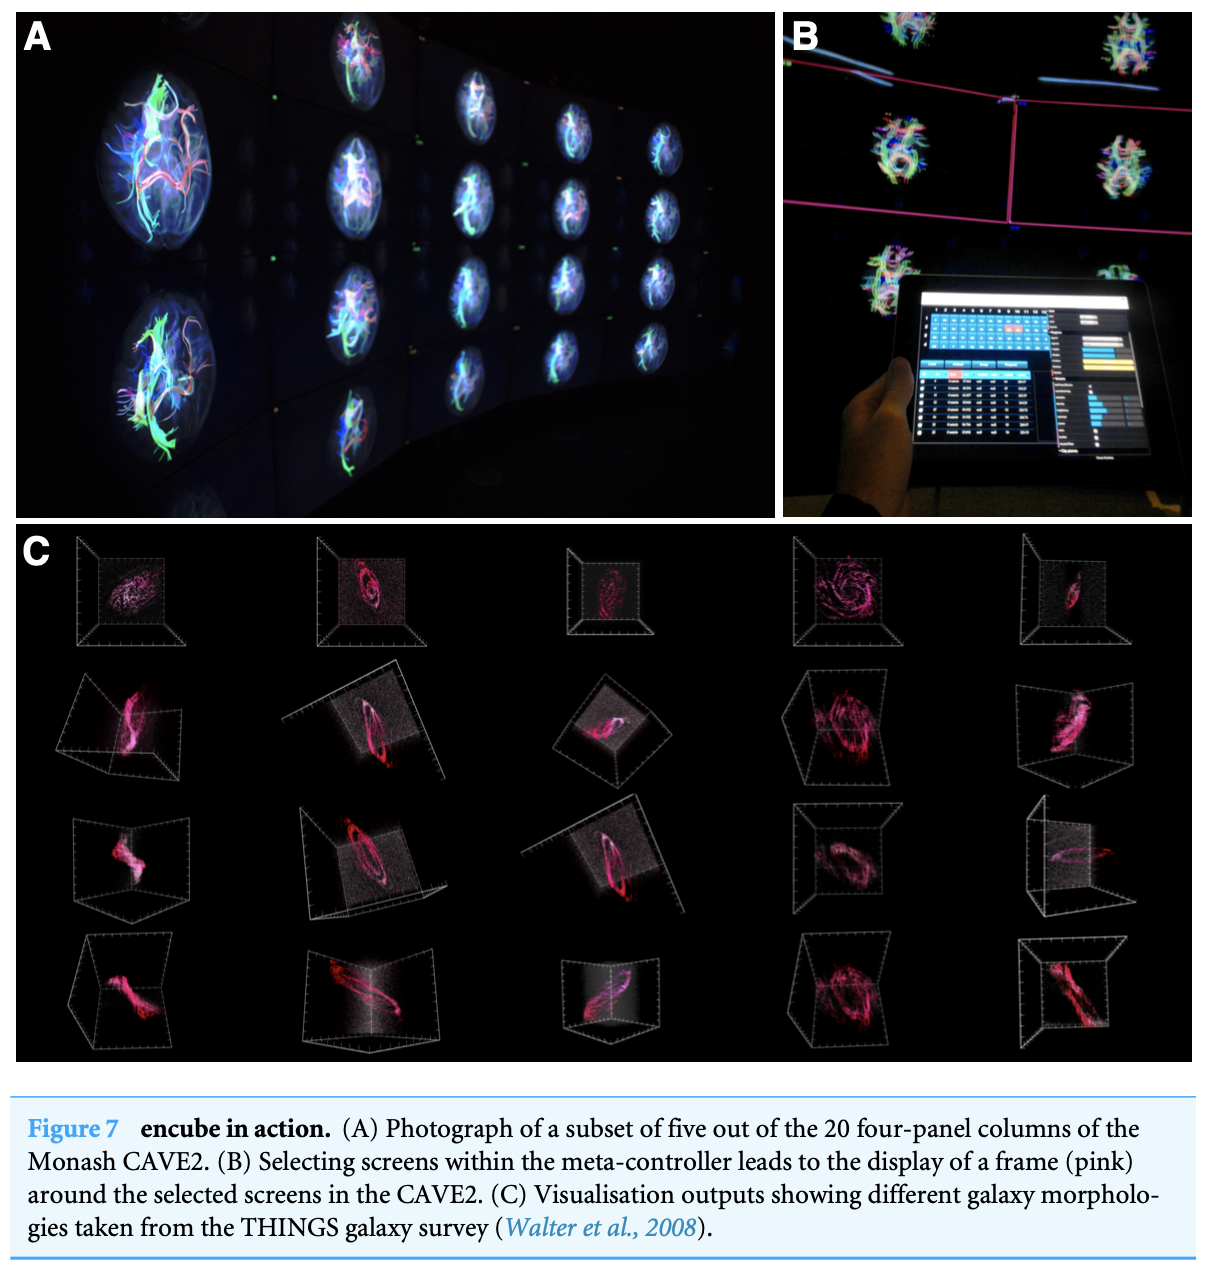 A
B
C
Figure 7 encube in action. (A) Photograph of a subset of five out of the 20 four-panel columns of the
Monash CAVE2. (B) Selecting screens within the meta-controller leads to the display of a frame (pink)
around the selected screens in the CAVE2. (C) Visualisation outputs showing different galaxy morpholo-
gies taken from the THINGS galaxy survey (Walter et al., 2008).